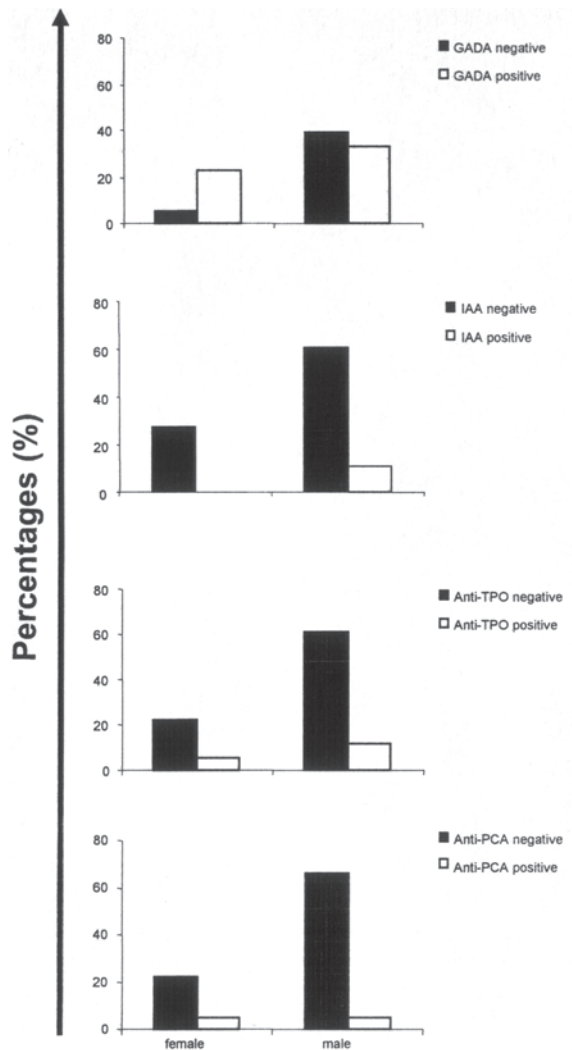 Percentages (%)
80
60
40
20
0
GADA negative
GADA positive
80
60
40
20
0
IAA negative
IAA positive
80
60
40
20
0
Anti-TPO negative
Anti-TPO positive
80
60
40
20
0
Anti-PCA negative
Anti-PCA positive
female
male